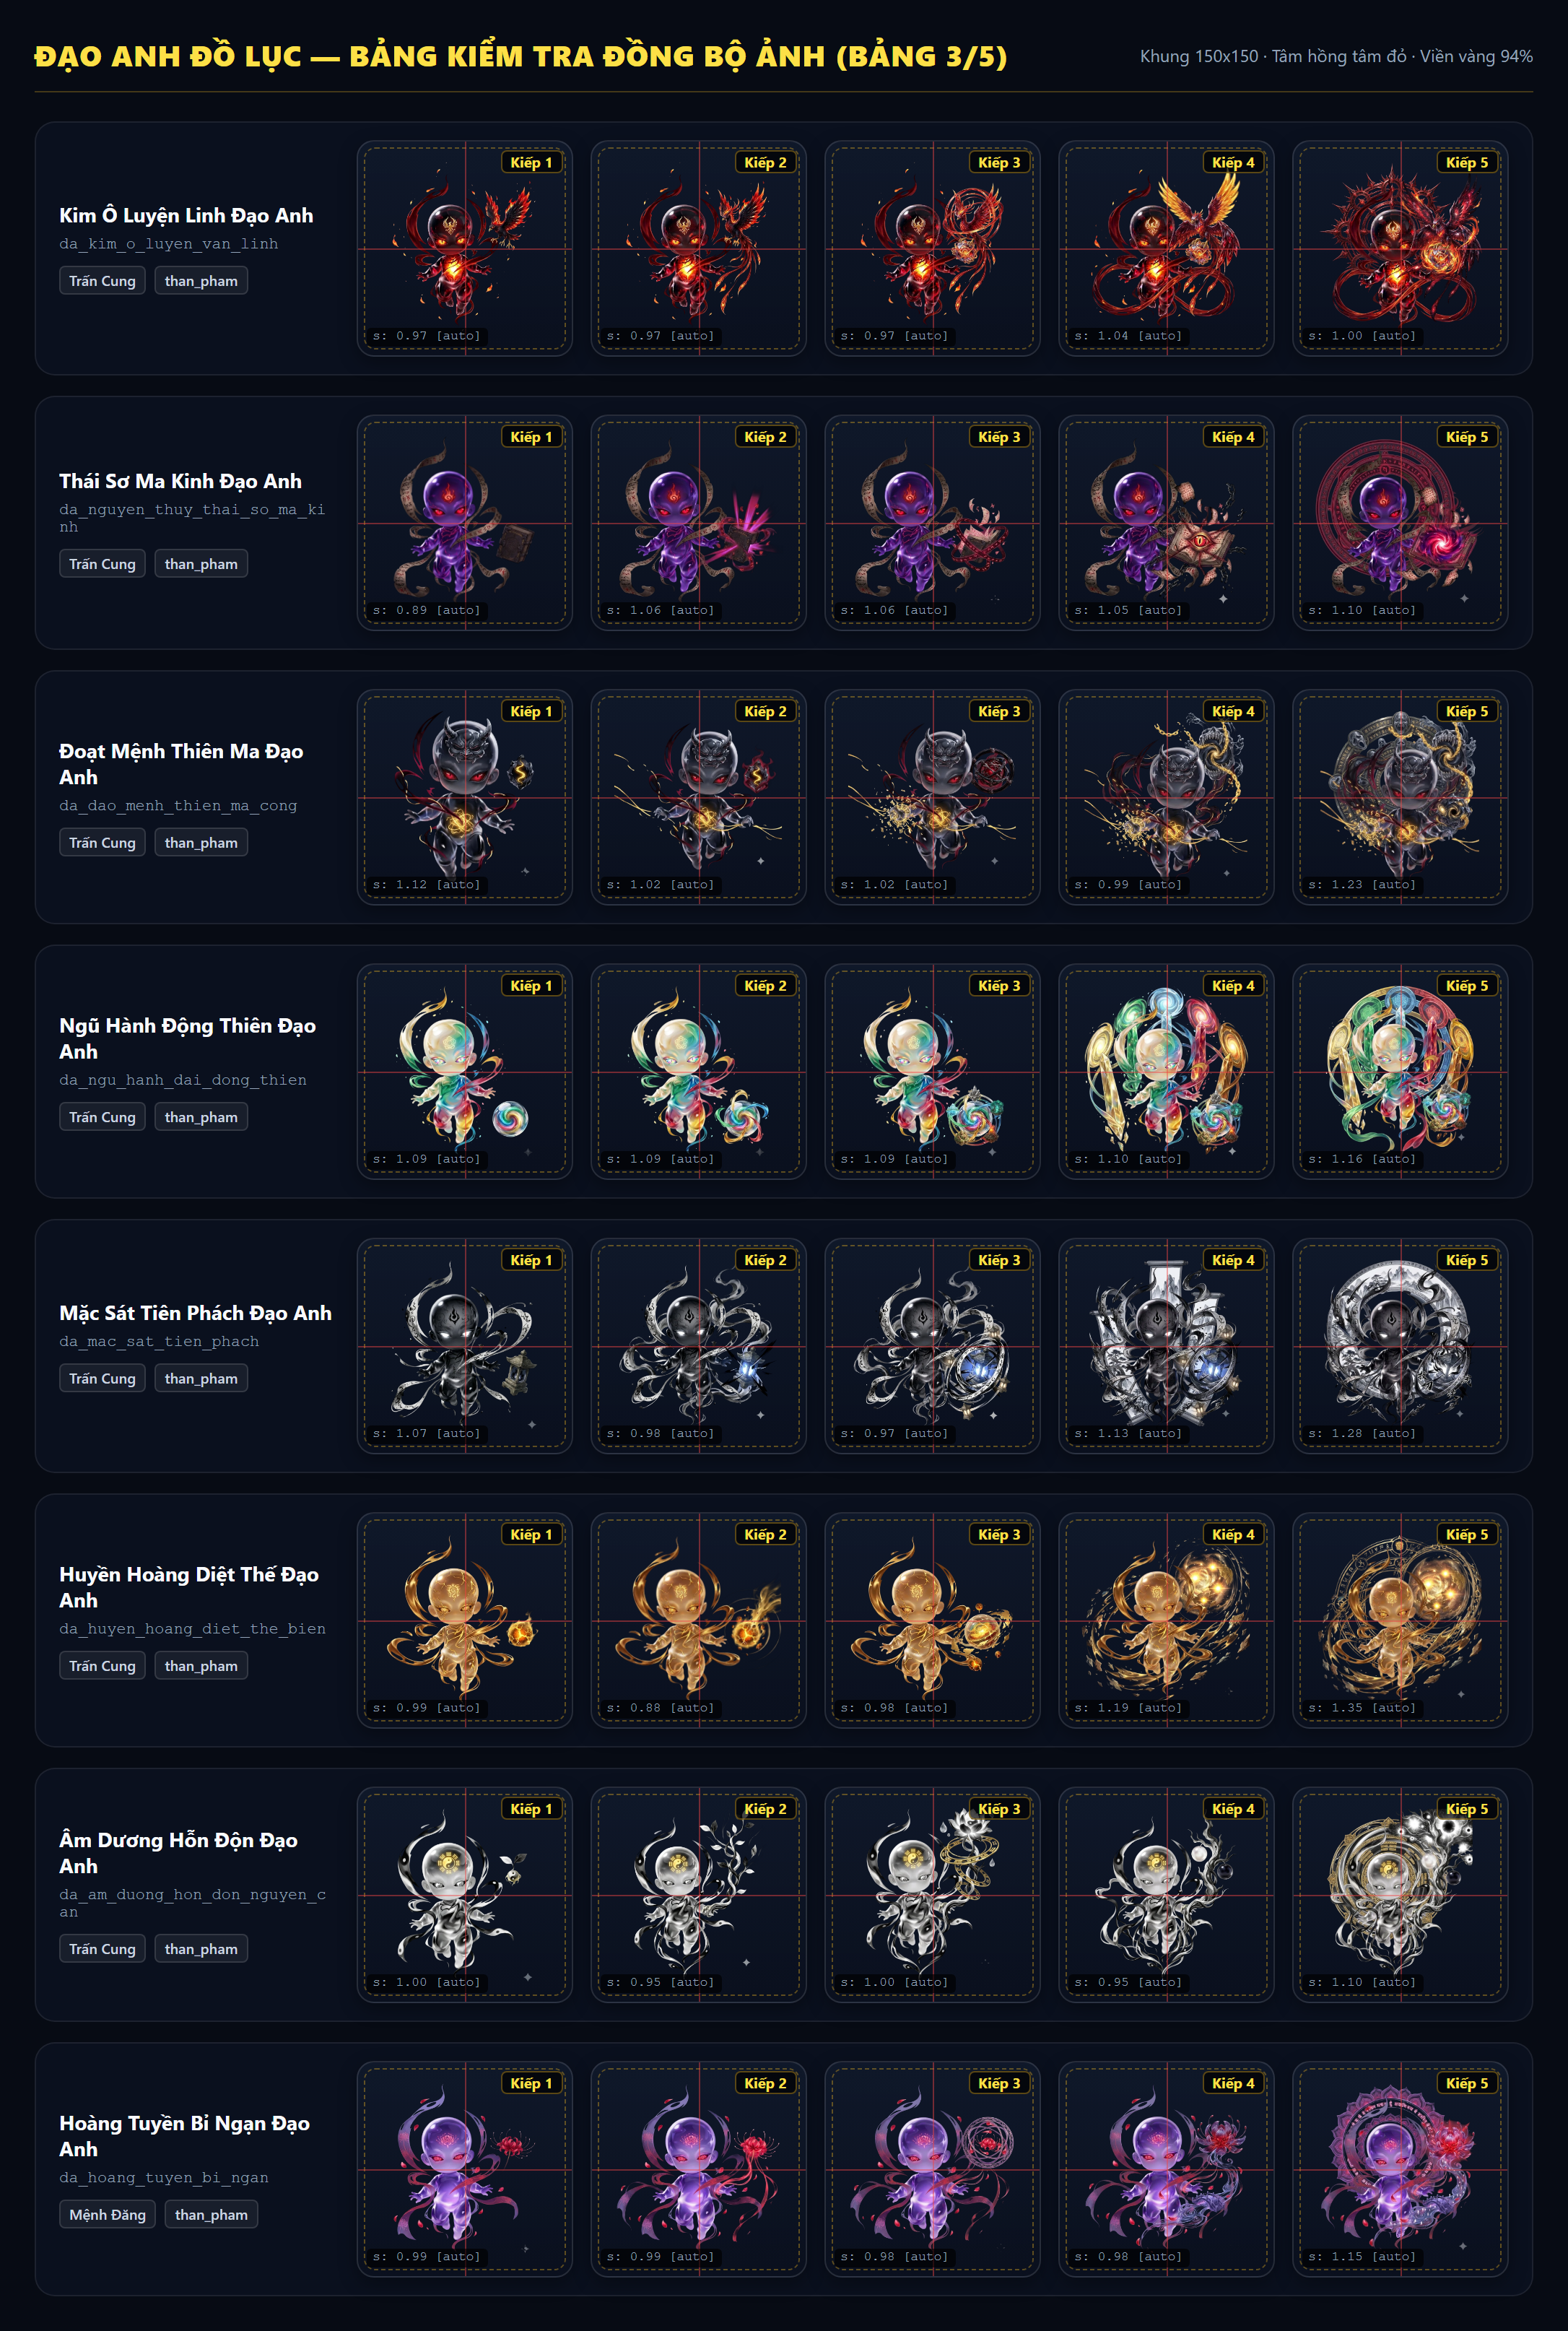 ĐẠO ANH ĐỒ LỤC — BẢNG KIỂM TRA ĐỒNG BỘ ẢNH (BẢNG 3/5)
Khung 150x150 · Tâm hồng tâm đỏ · Viền vàng 94%
Kim Ô Luyện Linh Đạo Anh
da_kim_o_luyen_van_linh
Trấn Cung
than_pham
Kiếp 1
s: 0.97 [auto]
Kiếp 2
s: 0.97 [auto]
Kiếp 3
s: 0.97 [auto]
Kiếp 4
s: 1.04 [auto]
Kiếp 5
s: 1.00 [auto]
Thái Sơ Ma Kinh Đạo Anh
da_nguyen_thuy_thai_so_ma_ki
nh
Trấn Cung
than_pham
Kiếp 1
s: 0.89 [auto]
Kiếp 2
s: 1.06 [auto]
Kiếp 3
s: 1.06 [auto]
Kiếp 4
s: 1.05 [auto]
Kiếp 5
s: 1.10 [auto]
Đoạt Mệnh Thiên Ma Đạo
Anh
da_dao_menh_thien_ma_cong
Trấn Cung
than_pham
Kiếp 1
s: 1.12 [auto]
Kiếp 2
s: 1.02 [auto]
Kiếp 3
s: 1.02 [auto]
Kiếp 4
s: 0.99 [auto]
Kiếp 5
s: 1.23 [auto]
Ngũ Hành Động Thiên Đạo
Anh
da_ngu_hanh_dai_dong_thien
Trấn Cung
than_pham
Kiếp 1
s: 1.09 [auto]
Kiếp 2
s: 1.09 [auto]
Kiếp 3
s: 1.09 [auto]
Kiếp 4
s: 1.10 [auto]
Kiếp 5
s: 1.16 [auto]
Mặc Sát Tiên Phách Đạo Anh
da_mac_sat_tien_phach
Trấn Cung
than_pham
Kiếp 1
s: 1.07 [auto]
Kiếp 2
s: 0.98 [auto]
Kiếp 3
s: 0.97 [auto]
Kiếp 4
s: 1.13 [auto]
Kiếp 5
s: 1.28 [auto]
Huyền Hoàng Diệt Thế Đạo
Anh
da_huyen_hoang_diet_the_bien
Trấn Cung
than_pham
Kiếp 1
s: 0.99 [auto]
Kiếp 2
s: 0.88 [auto]
Kiếp 3
s: 0.98 [auto]
Kiếp 4
s: 1.19 [auto]
Kiếp 5
s: 1.35 [auto]
Âm Dương Hỗn Độn Đạo
Anh
da_am_duong_hon_don_nguyen_c
an
Trấn Cung
than_pham
Kiếp 1
s: 1.00 [auto]
Kiếp 2
s: 0.95 [auto]
Kiếp 3
s: 1.00 [auto]
Kiếp 4
s: 0.95 [auto]
Kiếp 5
s: 1.10 [auto]
Hoàng Tuyền Bỉ Ngạn Đạo
Anh
da_hoang_tuyen_bi_ngan
Mệnh Đăng
than_pham
Kiếp 1
s: 0.99 [auto]
Kiếp 2
s: 0.99 [auto]
Kiếp 3
s: 0.98 [auto]
Kiếp 4
s: 0.98 [auto]
Kiếp 5
s: 1.15 [auto]